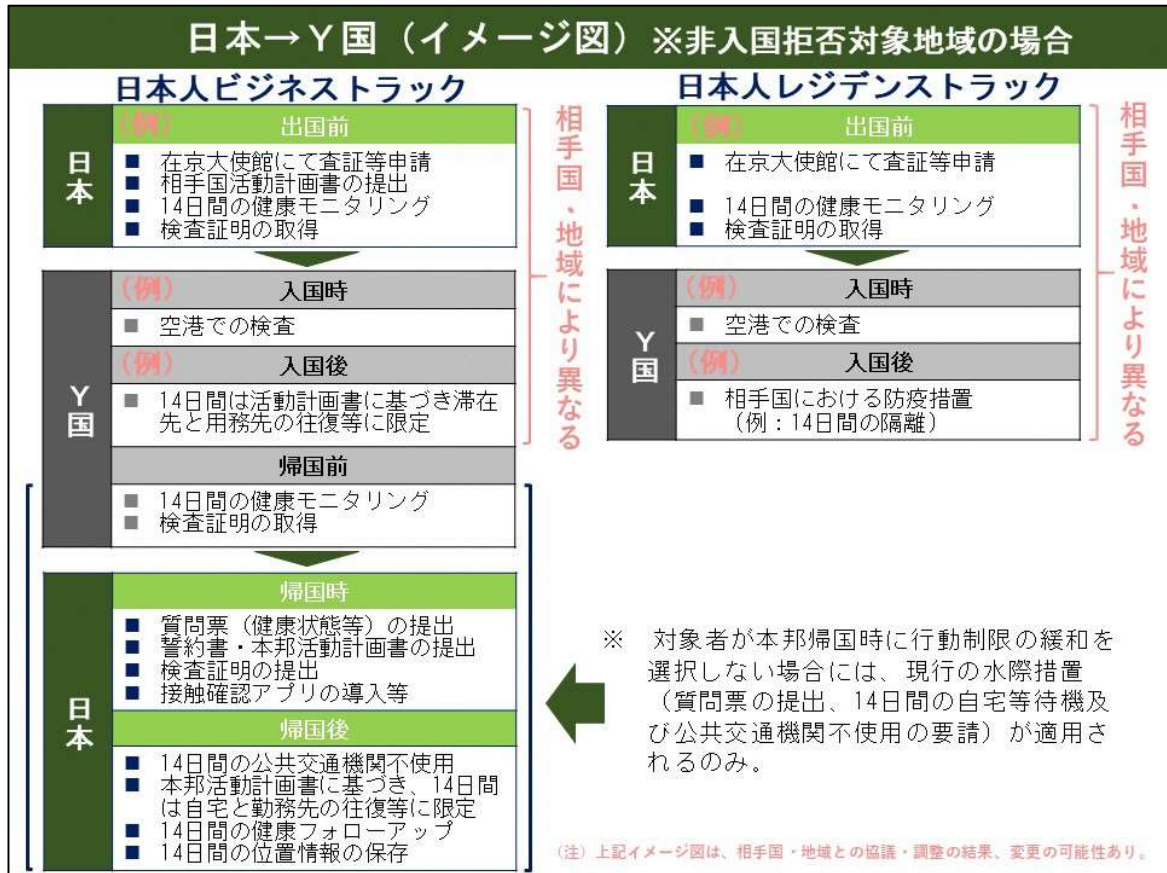 日本→Y国(イメージ図)※非入国拒否対象地域の場合
日本人ビジネストラック
日本
(例) 出国前
■ 在京大使館にて査証等申請
■ 相手国活動計画書の提出
■ 14日間の健康モニタリング
■ 検査証明の取得
Y国
(例) 入国時
■ 空港での検査
(例) 入国後
■ 14日間は活動計画書に基づき滞在
先と用務先の往復等に限定
帰国前
■ 14日間の健康モニタリング
■ 検査証明の取得
日本
帰国時
■ 質問票(健康状態等)の提出
■ 誓約書・本邦活動計画書の提出
■ 検査証明の提出
■ 接触確認アプリの導入等
帰国後
■ 14日間の公共交通機関不使用
■ 本邦活動計画書に基づき、14日間
は自宅と勤務先の往復等に限定
■ 14日間の健康フォローアップ
■ 14日間の位置情報の保存
相手国・地域により異なる
日本人レジデンストラック
日本
(例) 出国前
■ 在京大使館にて査証等申請
■ 14日間の健康モニタリング
■ 検査証明の取得
Y国
(例) 入国時
■ 空港での検査
(例) 入国後
■ 相手国における防疫措置
(例:14日間の隔離)
相手国・地域により異なる
※ 対象者が本邦帰国時に行動制限の緩和を
選択しない場合には、現行の水際措置
(質問票の提出、14日間の自宅等待機及
び公共交通機関不使用の要請)が適用さ
れるのみ。
(注)上記イメージ図は、相手国・地域との協議・調整の結果、変更の可能性あり。